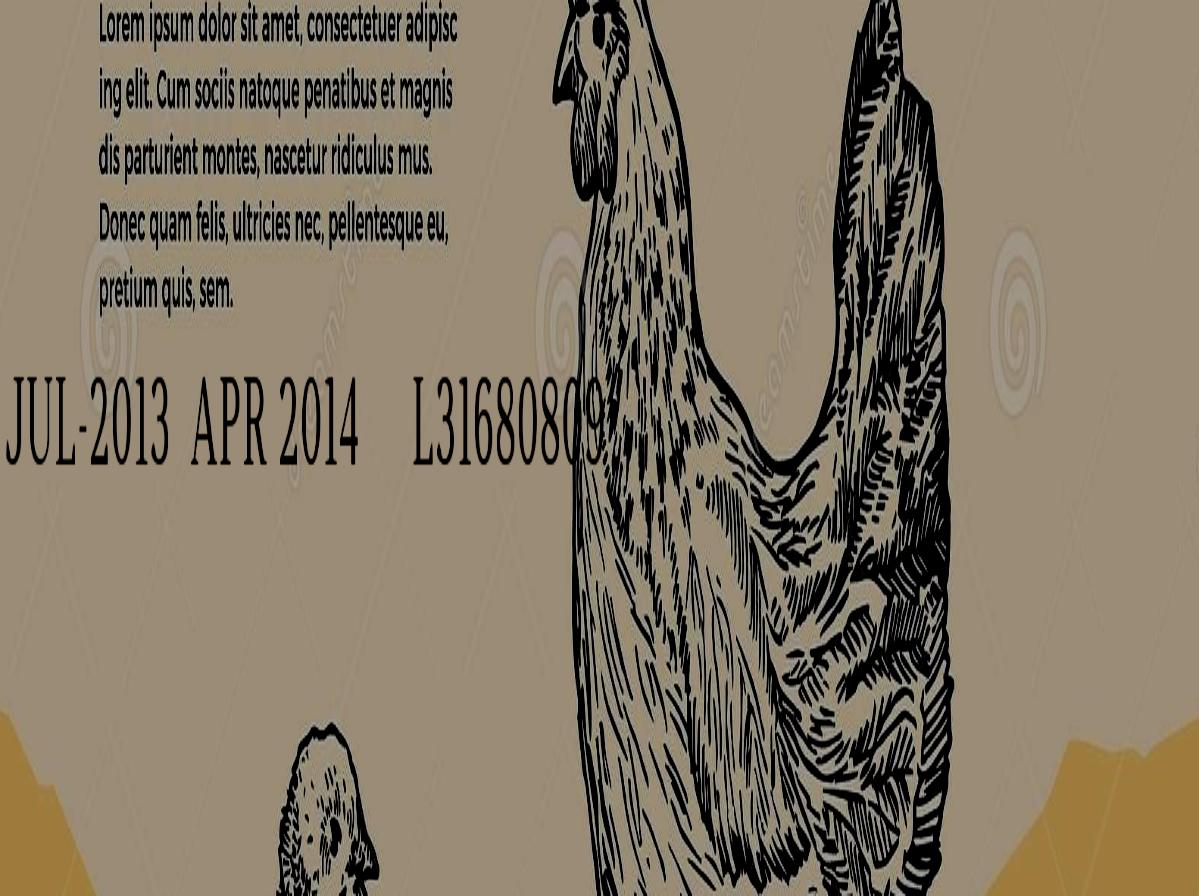 Lorem ipsum dolor sit amet, consectetuer adipisc
ing elit. Cum sociis natoque penatibus et magnis
dis parturient montes, nascetur ridiculus mus.
Donec quam felis, ultricies nec, pellentesque eu,
pretium quis, sem.
JUL-2013 APR 2014 L31680809